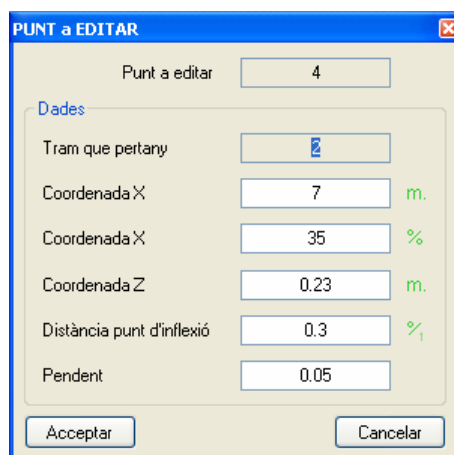 PUNT a EDITAR
Punt a editar 4
Dades
Tram que pertany 2
Coordenada X 7 m.
Coordenada X 35 %
Coordenada Z 0.23 m.
Distància punt d'inflexió 0.3 º/₁
Pendent 0.05
Acceptar Cancelar